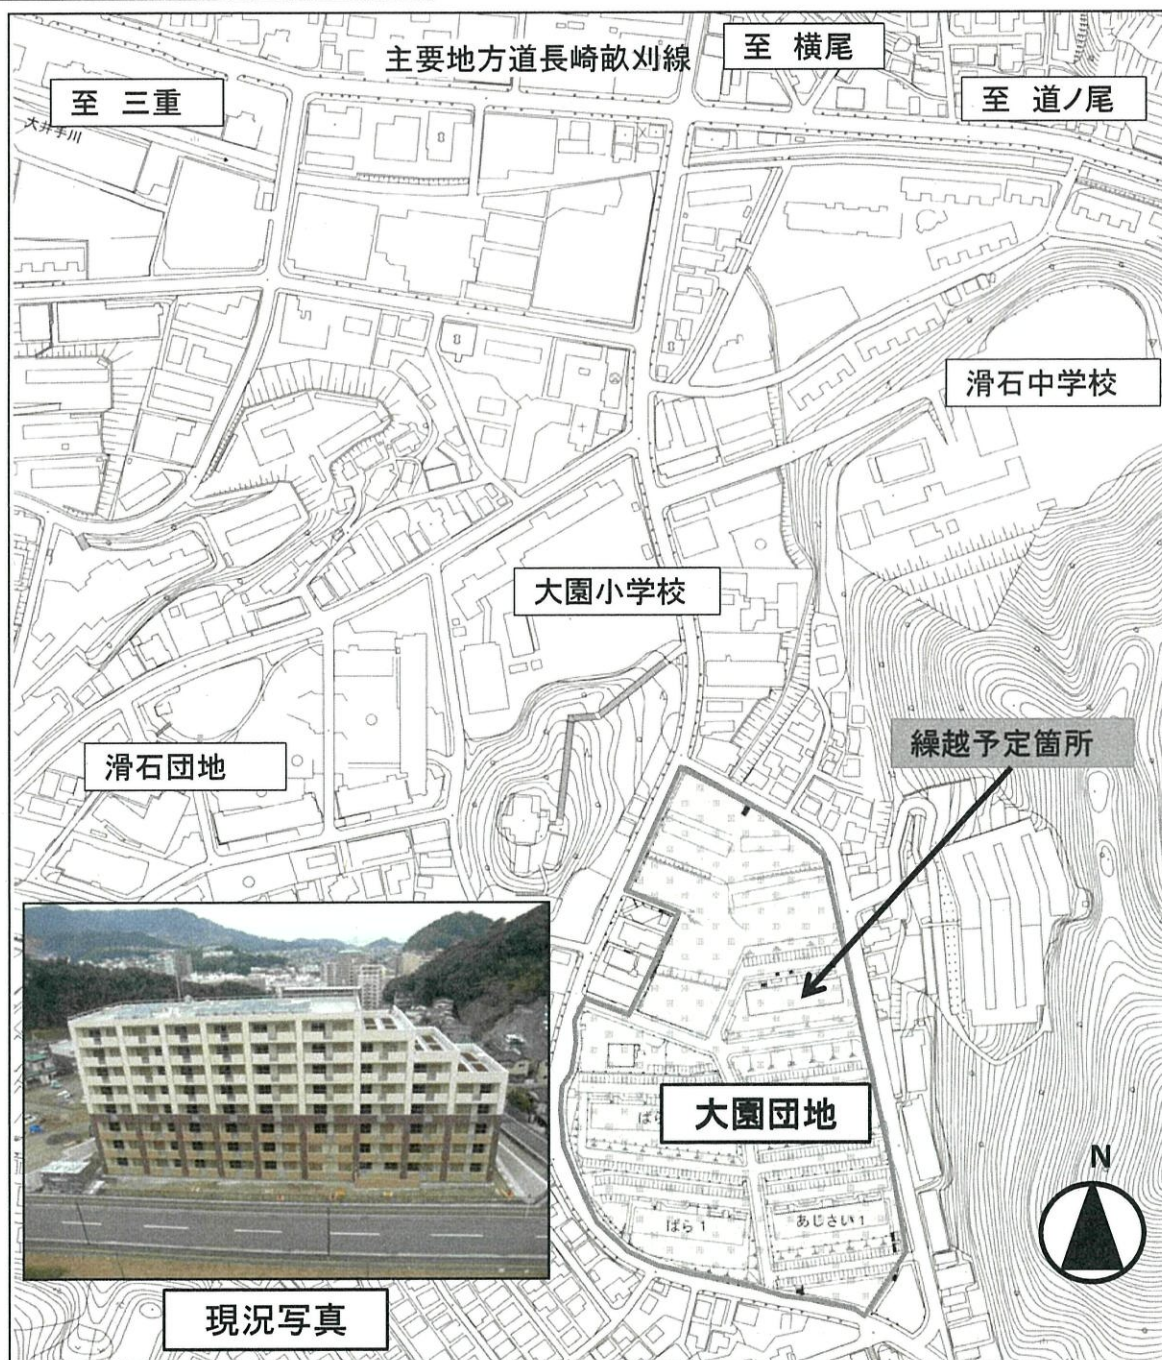 主要地方道長崎畝刈線
至 横尾
至 三重
至 道ノ尾
大井手川
滑石中学校
大園小学校
繰越予定箇所
滑石団地
大園団地
ばら1
あじさい1
N
現況写真